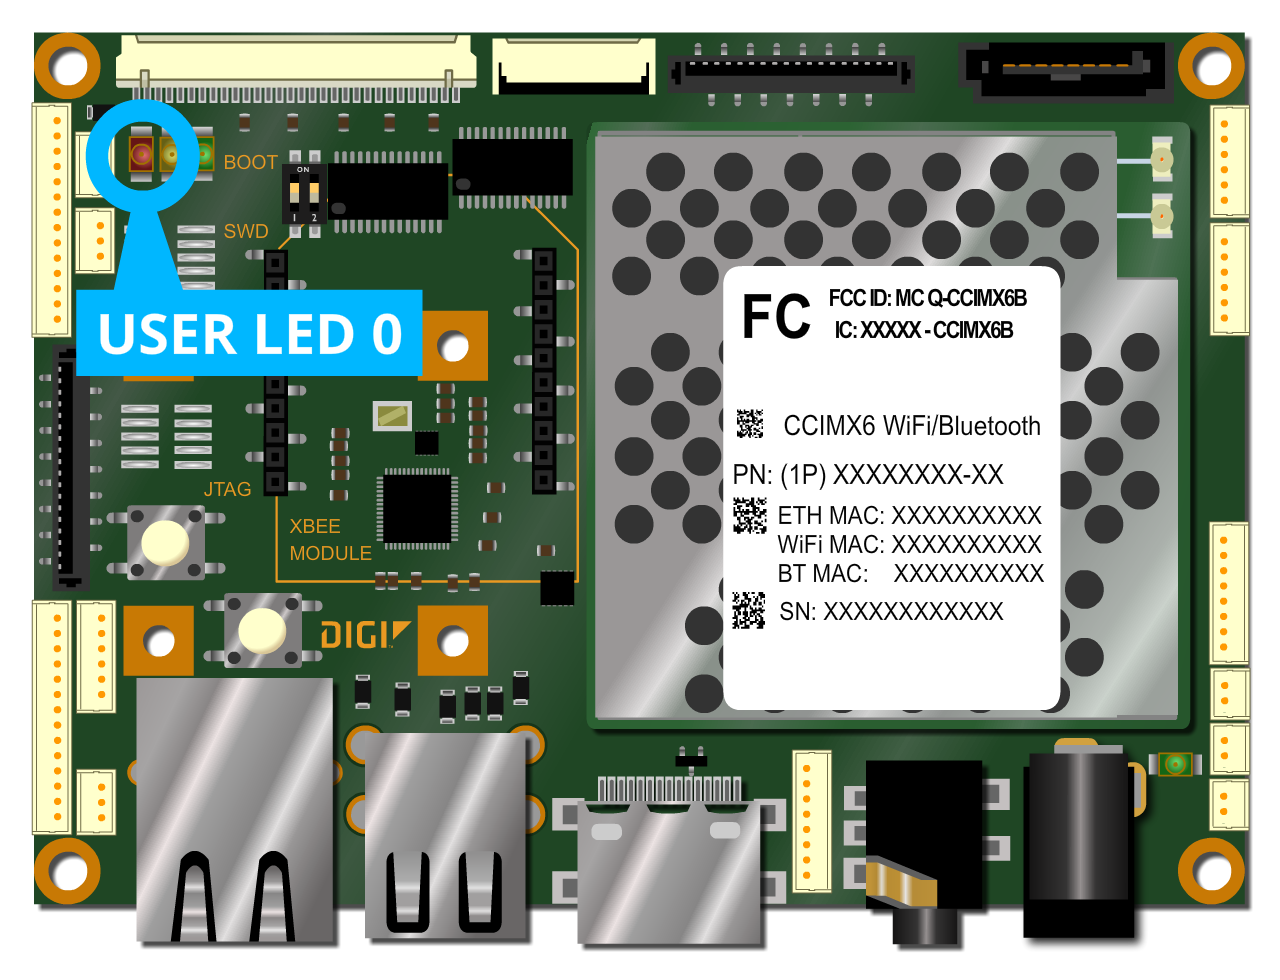 BOOT
ON
1 2
SWD
USER LED 0
JTAG
XBEE
MODULE
DIGI
FC
FCC ID: MC Q-CCIMX6B
IC: XXXXX - CCIMX6B
CCIMX6 WiFi/Bluetooth
PN: (1P) XXXXXXXX-XX
ETH MAC: XXXXXXXXXX
WiFi MAC: XXXXXXXXXX
BT MAC: XXXXXXXXXX
SN: XXXXXXXXXXXX